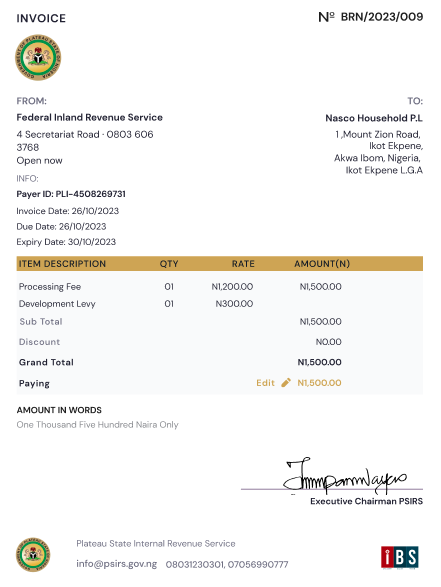 INVOICE
Nº BRN/2023/009
FROM:
Federal Inland Revenue Service
4 Secretariat Road · 0803 606
3768
Open now
TO:
Nasco Household P.L
1 ,Mount Zion Road,
Ikot Ekpene,
Akwa Ibom, Nigeria,
Ikot Ekpene L.G.A
INFO:
Payer ID: PLI-4508269731
Invoice Date: 26/10/2023
Due Date: 26/10/2023
Expiry Date: 30/10/2023
ITEM DESCRIPTION QTY RATE AMOUNT(N)
Processing Fee 01 N1,200.00 N1,500.00
Development Levy 01 N300.00
Sub Total N1,500.00
Discount N0.00
Grand Total N1,500.00
Paying Edit N1,500.00
AMOUNT IN WORDS
One Thousand Five Hundred Naira Only
Executive Chairman PSIRS
Plateau State Internal Revenue Service
info@psirs.gov.ng 08031230301, 07056990777
iBS